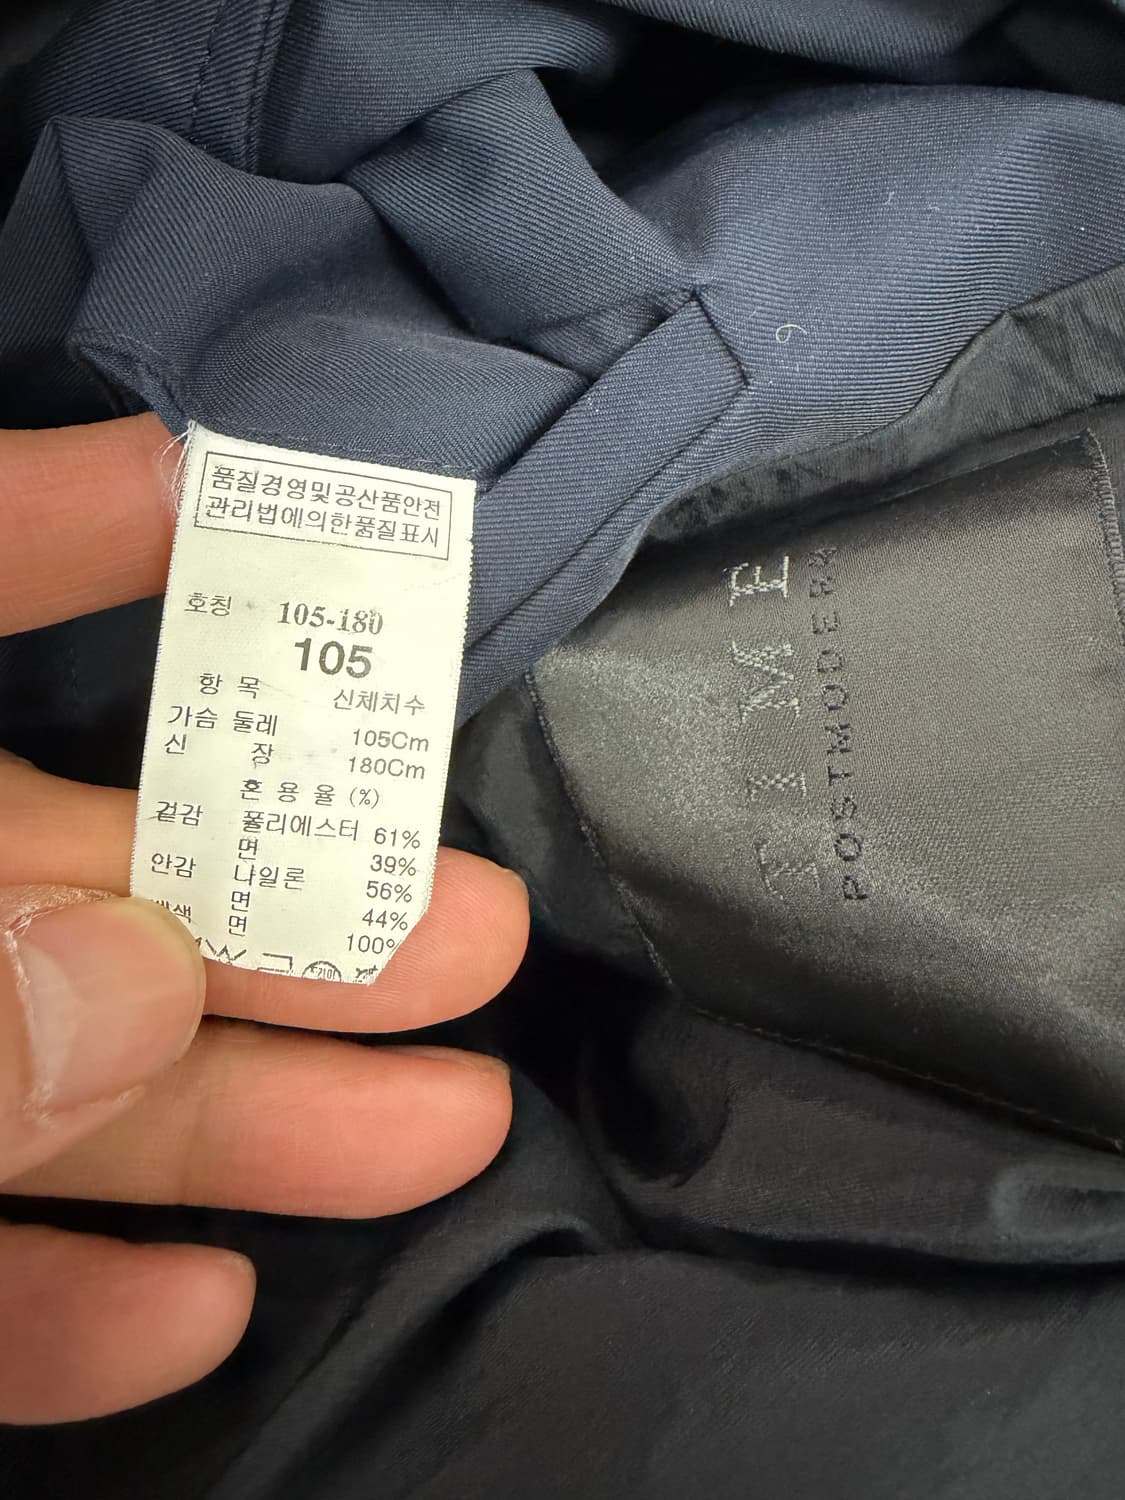 품질경영및공산품안전
관리법에의한품질표시
호칭 105-180
105
항 목 신체치수
가슴 둘레 105Cm
신 장 180Cm
혼 용 율 (%)
겉감 폴리에스터 61%
면 39%
안감 나일론 56%
면 44%
배색 면 100%
TIME
POSTMODERN